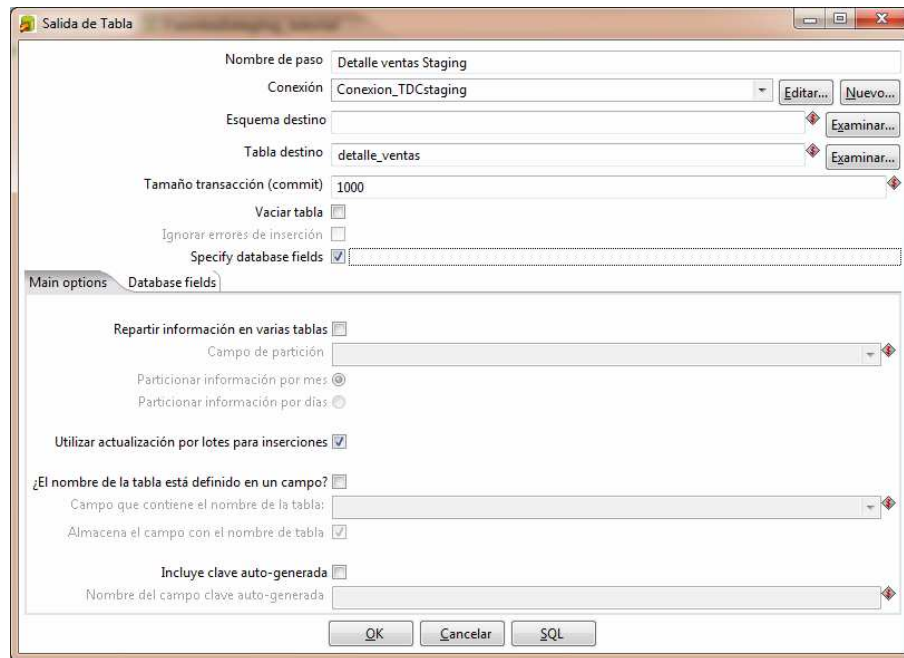 Salida de Tabla
Nombre de paso Detalle ventas Staging
Conexión Conexion_TDCstaging Editar... Nuevo...
Esquema destino Examinar...
Tabla destino detalle_ventas Examinar...
Tamaño transacción (commit) 1000
Vaciar tabla
Ignorar errores de inserción
Specify database fields
Main options Database fields
Repartir información en varias tablas
Campo de partición
Particionar información por mes
Particionar información por días
Utilizar actualización por lotes para inserciones
¿El nombre de la tabla está definido en un campo?
Campo que contiene el nombre de la tabla:
Almacena el campo con el nombre de tabla
Incluye clave auto-generada
Nombre del campo clave auto-generada
OK Cancelar SQL